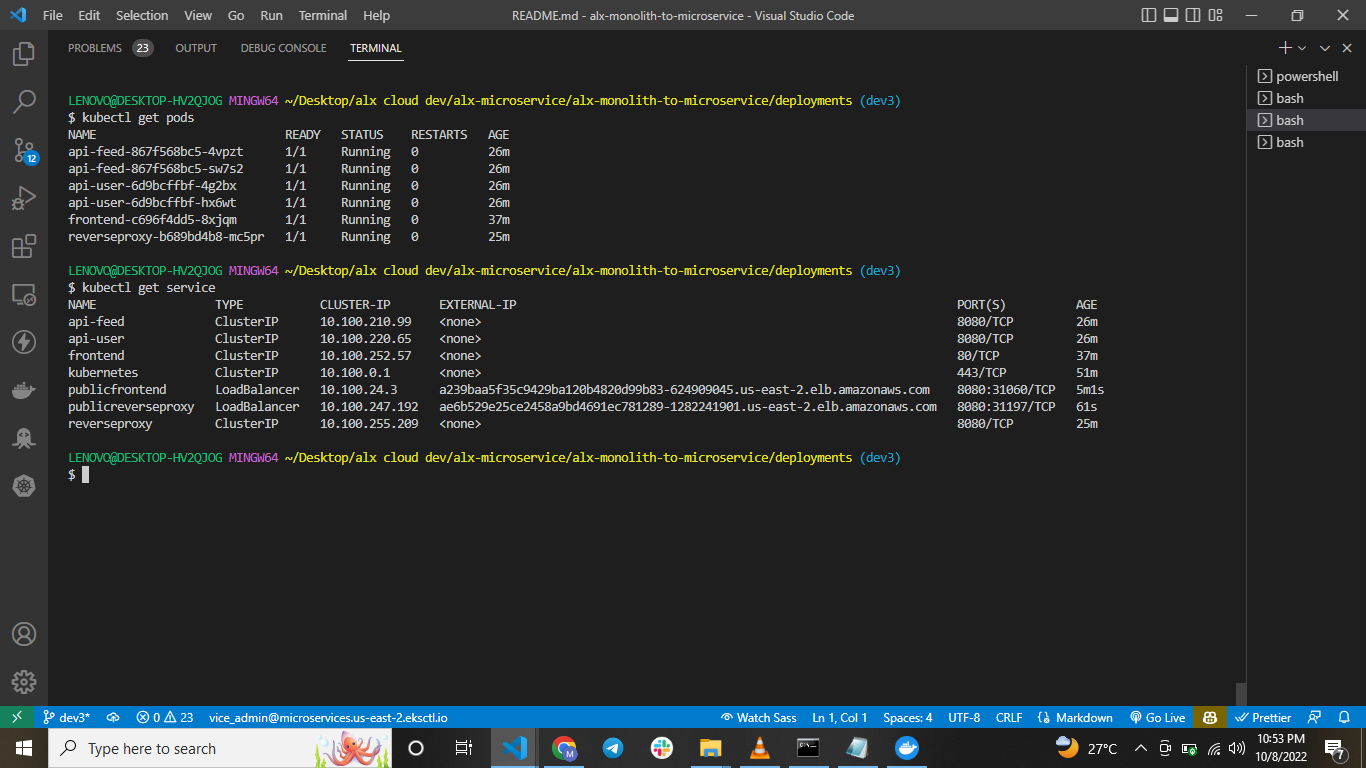 File Edit Selection View Go Run Terminal Help README.md - alx-monolith-to-microservice - Visual Studio Code
PROBLEMS 23 OUTPUT DEBUG CONSOLE TERMINAL
powershell
bash
bash
bash
LENOVO@DESKTOP-HV2QJOG MINGW64 ~/Desktop/alx cloud dev/alx-microservice/alx-monolith-to-microservice/deployments (dev3)
$ kubectl get pods
NAME READY STATUS RESTARTS AGE
api-feed-867f568bc5-4vpzt 1/1 Running 0 26m
api-feed-867f568bc5-sw7s2 1/1 Running 0 26m
api-user-6d9bcffbf-4g2bx 1/1 Running 0 26m
api-user-6d9bcffbf-hx6wt 1/1 Running 0 26m
frontend-c696f4dd5-8xjqm 1/1 Running 0 37m
reverseproxy-b689bd4b8-mc5pr 1/1 Running 0 25m
LENOVO@DESKTOP-HV2QJOG MINGW64 ~/Desktop/alx cloud dev/alx-microservice/alx-monolith-to-microservice/deployments (dev3)
$ kubectl get service
NAME TYPE CLUSTER-IP EXTERNAL-IP PORT(S) AGE
api-feed ClusterIP 10.100.210.99 <none> 8080/TCP 26m
api-user ClusterIP 10.100.220.65 <none> 8080/TCP 26m
frontend ClusterIP 10.100.252.57 <none> 80/TCP 37m
kubernetes ClusterIP 10.100.0.1 <none> 443/TCP 51m
publicfrontend LoadBalancer 10.100.24.3 a239baa5f35c9429ba120b4820d99b83-624909045.us-east-2.elb.amazonaws.com 8080:31060/TCP 5m1s
publicreverseproxy LoadBalancer 10.100.247.192 ae6b529e25ce2458a9bd4691ec781289-1282241901.us-east-2.elb.amazonaws.com 8080:31197/TCP 61s
reverseproxy ClusterIP 10.100.255.209 <none> 8080/TCP 25m
LENOVO@DESKTOP-HV2QJOG MINGW64 ~/Desktop/alx cloud dev/alx-microservice/alx-monolith-to-microservice/deployments (dev3)
$
12
dev3* 0 23 vice_admin@microservices.us-east-2.eksctl.io Watch Sass Ln 1, Col 1 Spaces: 4 UTF-8 CRLF Markdown Go Live Prettier
Type here to search M 27°C 10:53 PM 7
10/8/2022